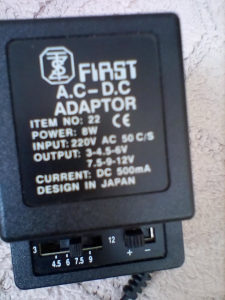 FIRST
A.C-D.C
ADAPTOR
ITEM NO: 22 CE
POWER: 8W
INPUT: 220V AC 50 C/S
OUTPUT: 3-4.5-6V
7.5-9-12V
CURRENT: DC 500mA
DESIGN IN JAPAN
3 12
4.5 6 7.5 9 + −